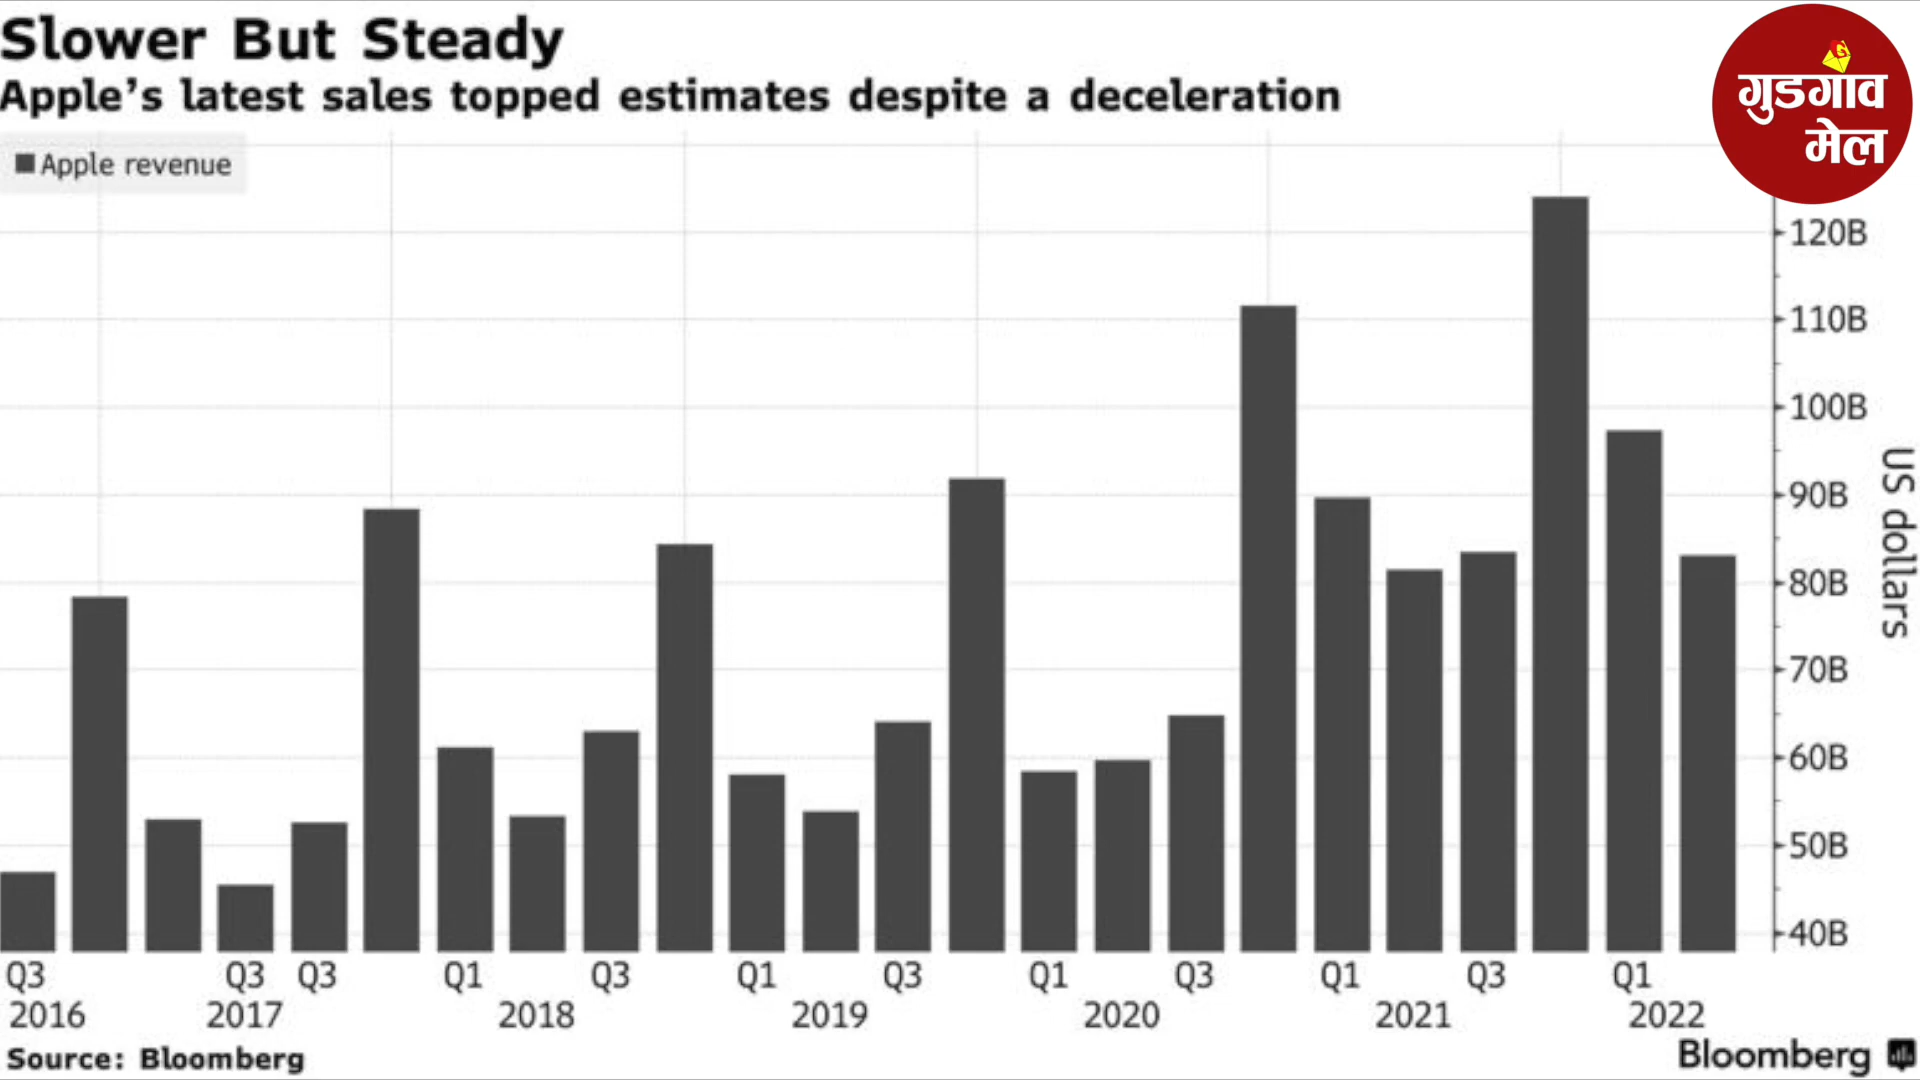 Slower But Steady
Apple's latest sales topped estimates despite a deceleration
Apple revenue
गुडगांव
मेल
120B
110B
100B
90B
80B
70B
60B
50B
40B
US dollars
Q3 Q3 Q3 Q1 Q3 Q1 Q3 Q1 Q3 Q1 Q3 Q1
2016 2017 2018 2019 2020 2021 2022
Source: Bloomberg
Bloomberg